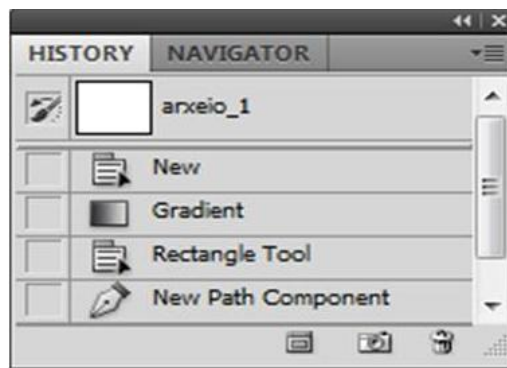 HISTORY NAVIGATOR
arxeio_1
New
Gradient
Rectangle Tool
New Path Component